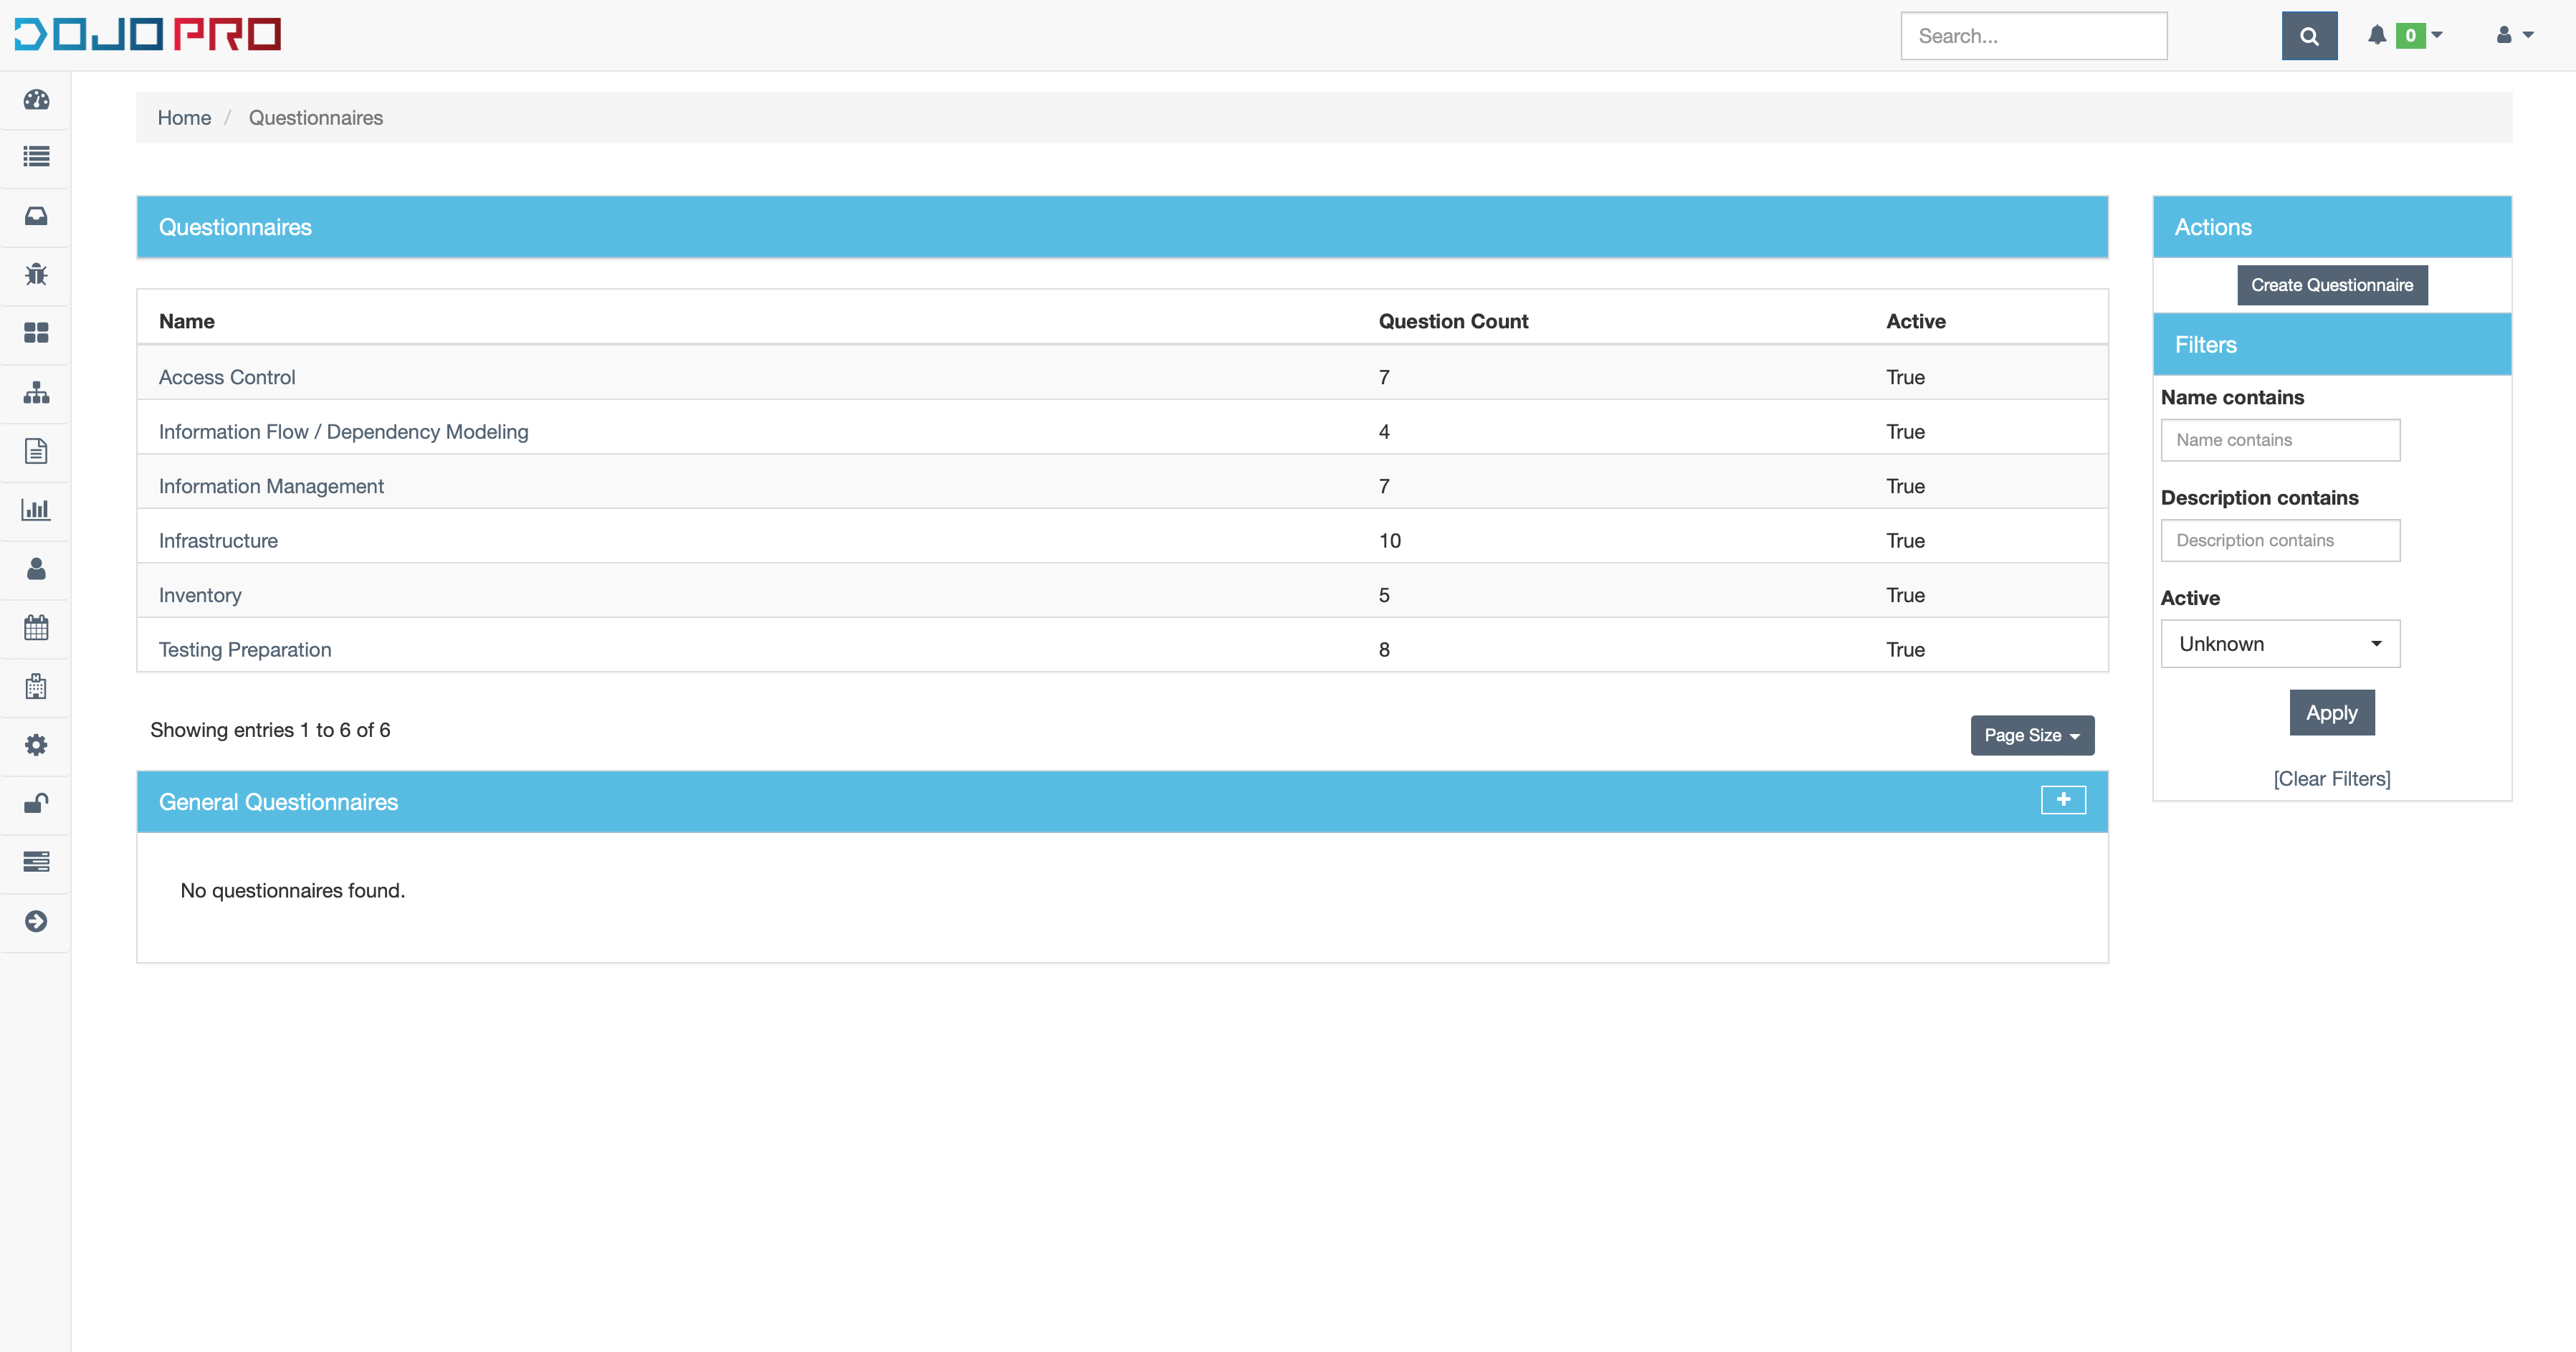 DOJO PRO
Search...
0
Home / Questionnaires
Questionnaires
Name Question Count Active
Access Control 7 True
Information Flow / Dependency Modeling 4 True
Information Management 7 True
Infrastructure 10 True
Inventory 5 True
Testing Preparation 8 True
Showing entries 1 to 6 of 6
Page Size
General Questionnaires
No questionnaires found.
Actions
Create Questionnaire
Filters
Name contains
Name contains
Description contains
Description contains
Active
Unknown
Apply
[Clear Filters]